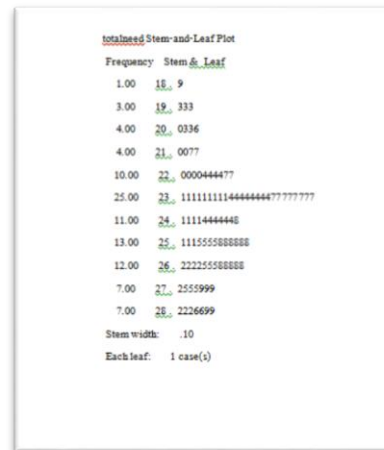 totalneed Stem-and-Leaf Plot
Frequency Stem & Leaf
1.00 18 . 9
3.00 19 . 333
4.00 20 . 0336
4.00 21 . 0077
10.00 22 . 0000444477
25.00 23 . 1111111114444444477777777
11.00 24 . 11114444448
13.00 25 . 1115555888888
12.00 26 . 222255588888
7.00 27 . 2555999
7.00 28 . 2226699
Stem width: .10
Each leaf: 1 case(s)